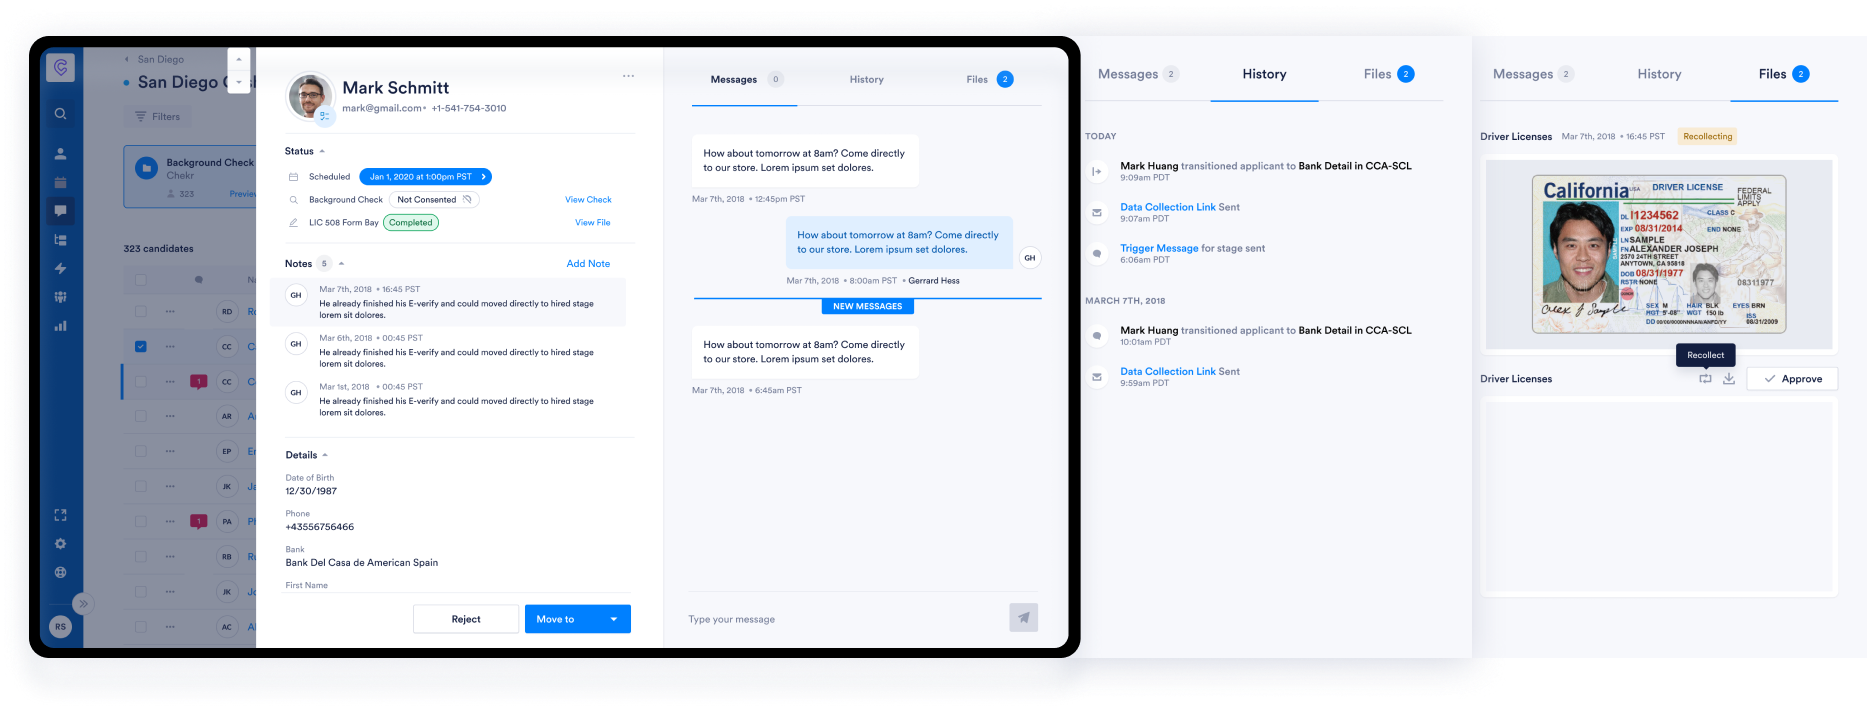 San Diego
San Diego
Filters
Background Check
Chekr
323
323 candidates
RD
CC
1
CC
AR
EP
JK
1
PA
RB
JK
AC
RS
Mark Schmitt
mark@gmail.com• +1-541-754-3010
Status
Scheduled Jan 1, 2020 at 1:00pm PST
Background Check Not Consented View Check
LIC 508 Form Bay Completed View File
Notes 5 Add Note
GH
Mar 7th, 2018 • 16:45 PST
He already finished his E-verify and could moved directly to hired stage
lorem sit dolores.
GH
Mar 6th, 2018 • 00:45 PST
He already finished his E-verify and could moved directly to hired stage
lorem sit dolores.
GH
Mar 1st, 2018 • 00:45 PST
He already finished his E-verify and could moved directly to hired stage
lorem sit dolores.
Details
Date of Birth
12/30/1987
Phone
+43556756466
Bank
Bank Del Casa de American Spain
First Name
Reject Move to
Messages 0 History Files 2
How about tomorrow at 8am? Come directly
to our store. Lorem ipsum set dolores.
Mar 7th, 2018 • 12:45pm PST
How about tomorrow at 8am? Come directly
to our store. Lorem ipsum set dolores.
GH
Mar 7th, 2018 • 8:00am PST • Gerrard Hess
NEW MESSAGES
How about tomorrow at 8am? Come directly
to our store. Lorem ipsum set dolores.
Mar 7th, 2018 • 6:45am PST
Type your message
Messages 2 History Files 2
TODAY
Mark Huang transitioned applicant to Bank Detail in CCA-SCL
9:09am PDT
Data Collection Link Sent
9:07am PDT
Trigger Message for stage sent
6:06am PDT
MARCH 7TH, 2018
Mark Huang transitioned applicant to Bank Detail in CCA-SCL
10:01am PDT
Data Collection Link Sent
9:59am PDT
Messages 2 History Files 2
Driver Licenses Mar 7th, 2018 • 16:45 PST Recollecting
California USA DRIVER LICENSE
FEDERAL
LIMITS
APPLY
DL I1234562 CLASS C
EXP 08/31/2014 END NONE
LN SAMPLE
FN ALEXANDER JOSEPH
2570 24TH STREET
ANYTOWN, CA 95818
DOB 08/31/1977
RSTR NONE 08311977
SEX M HAIR BLK EYES BRN
HGT 5'-08" WGT 150 lb ISS
08/31/2009
Recollect
Driver Licenses Approve